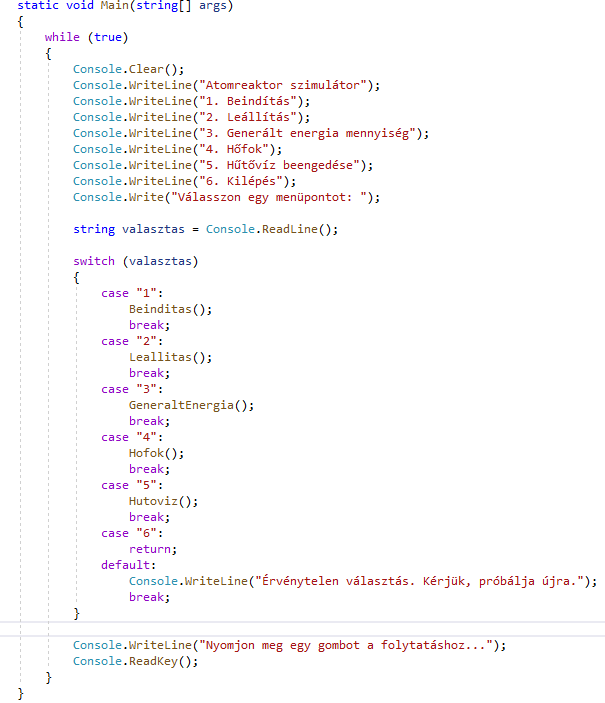 static void Main(string[] args)
{
while (true)
{
Console.Clear();
Console.WriteLine("Atomreaktor szimulátor");
Console.WriteLine("1. Beindítás");
Console.WriteLine("2. Leállítás");
Console.WriteLine("3. Generált energia mennyiség");
Console.WriteLine("4. Hőfok");
Console.WriteLine("5. Hűtővíz beengedése");
Console.WriteLine("6. Kilépés");
Console.Write("Válasszon egy menüpontot: ");
string valasztas = Console.ReadLine();
switch (valasztas)
{
case "1":
Beinditas();
break;
case "2":
Leallitas();
break;
case "3":
GeneraltEnergia();
break;
case "4":
Hofok();
break;
case "5":
Hutoviz();
break;
case "6":
return;
default:
Console.WriteLine("Érvénytelen választás. Kérjük, próbálja újra.");
break;
}
Console.WriteLine("Nyomjon meg egy gombot a folytatáshoz...");
Console.ReadKey();
}
}